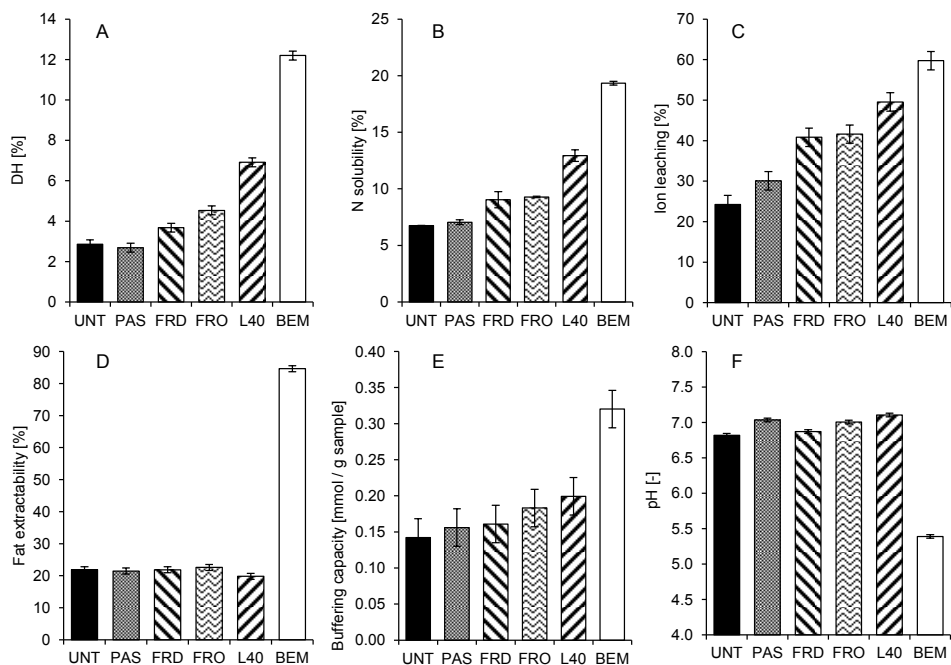 A
DH [%]
14
12
10
8
6
4
2
0
UNT PAS FRD FRO L40 BEM
B
N solubility [%]
25
20
15
10
5
0
UNT PAS FRD FRO L40 BEM
C
Ion leaching [%]
70
60
50
40
30
20
10
0
UNT PAS FRD FRO L40 BEM
D
Fat extractability [%]
90
80
70
60
50
40
30
20
10
0
UNT PAS FRD FRO L40 BEM
E
Buffering capacity [mmol / g sample]
0.40
0.35
0.30
0.25
0.20
0.15
0.10
0.05
0.00
UNT PAS FRD FRO L40 BEM
F
pH [-]
8.0
7.5
7.0
6.5
6.0
5.5
5.0
4.5
4.0
UNT PAS FRD FRO L40 BEM